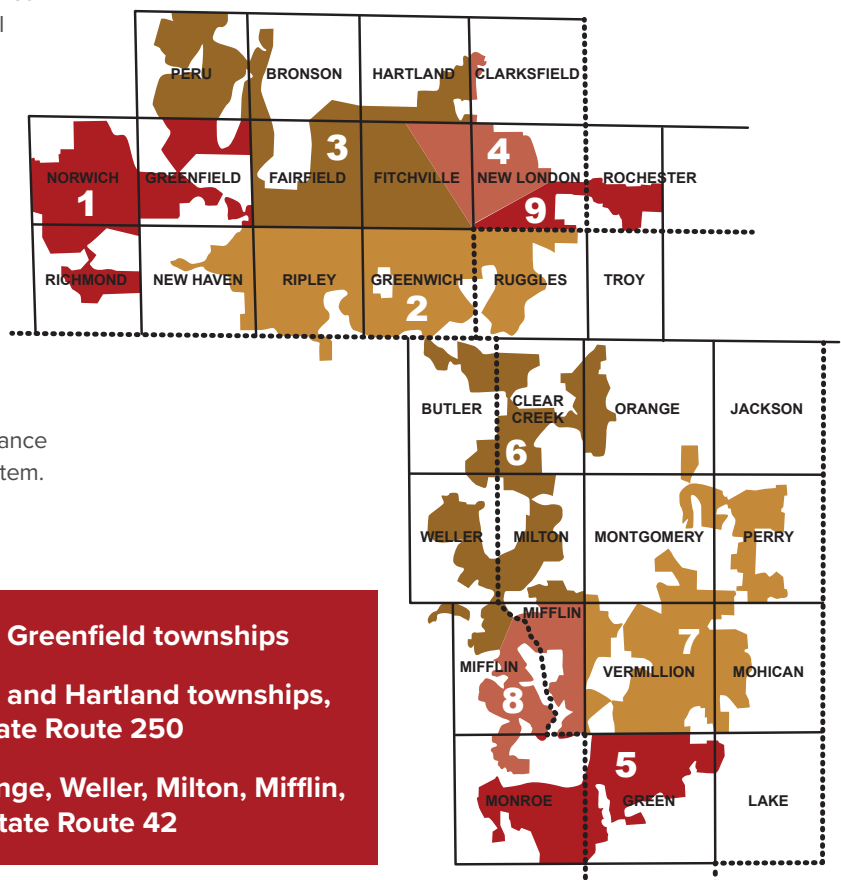 PERU
BRONSON
HARTLAND
CLARKSFIELD
3
4
NORWICH
GREENFIELD
FAIRFIELD
FITCHVILLE
NEW LONDON
ROCHESTER
1
9
RICHMOND
NEW HAVEN
RIPLEY
GREENWICH
RUGGLES
TROY
2
BUTLER
CLEAR
CREEK
ORANGE
JACKSON
6
tem.
WELLER
MILTON
MONTGOMERY
PERRY
MIFFLIN
Greenfield townships
7
MIFFLIN
VERMILLION
MOHICAN
and Hartland townships,
ate Route 250
8
5
nge, Weller, Milton, Mifflin,
tate Route 42
MONROE
GREEN
LAKE